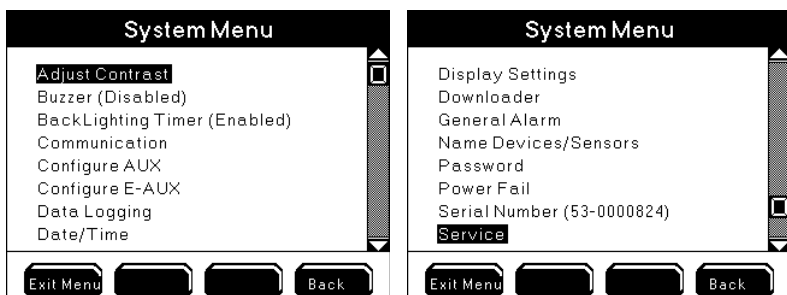 System Menu
Adjust Contrast
Buzzer (Disabled)
BackLighting Timer (Enabled)
Communication
Configure AUX
Configure E-AUX
Data Logging
Date/Time
Exit Menu
Back
System Menu
Display Settings
Downloader
General Alarm
Name Devices/Sensors
Password
Power Fail
Serial Number (53-0000824)
Service
Exit Menu
Back